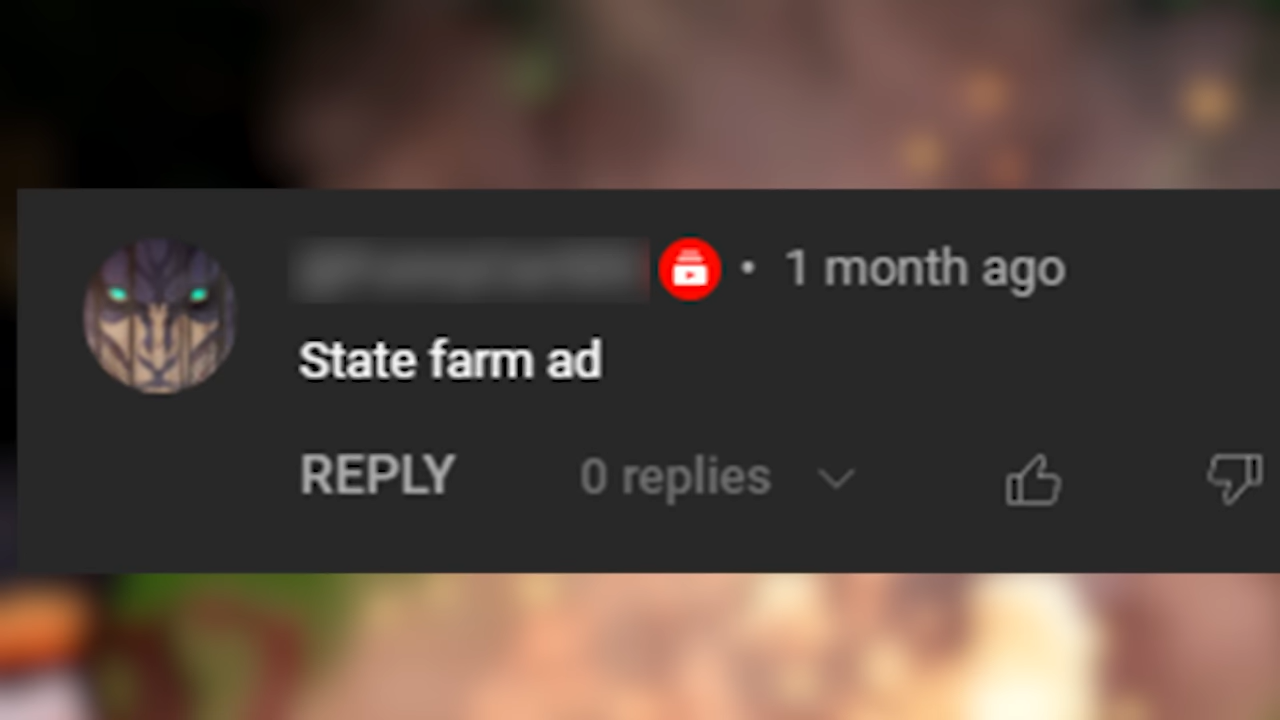 • 1 month ago
State farm ad
REPLY 0 replies